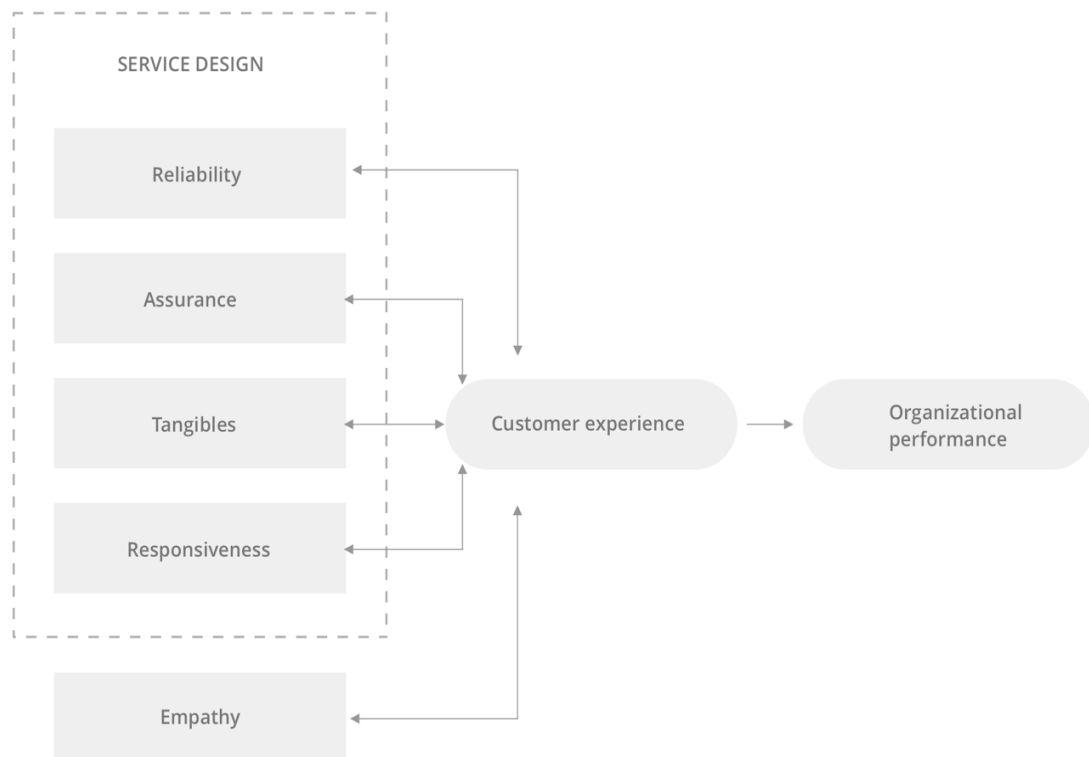 SERVICE DESIGN
Reliability
Assurance
Tangibles
Responsiveness
Empathy
Customer experience
Organizational
performance